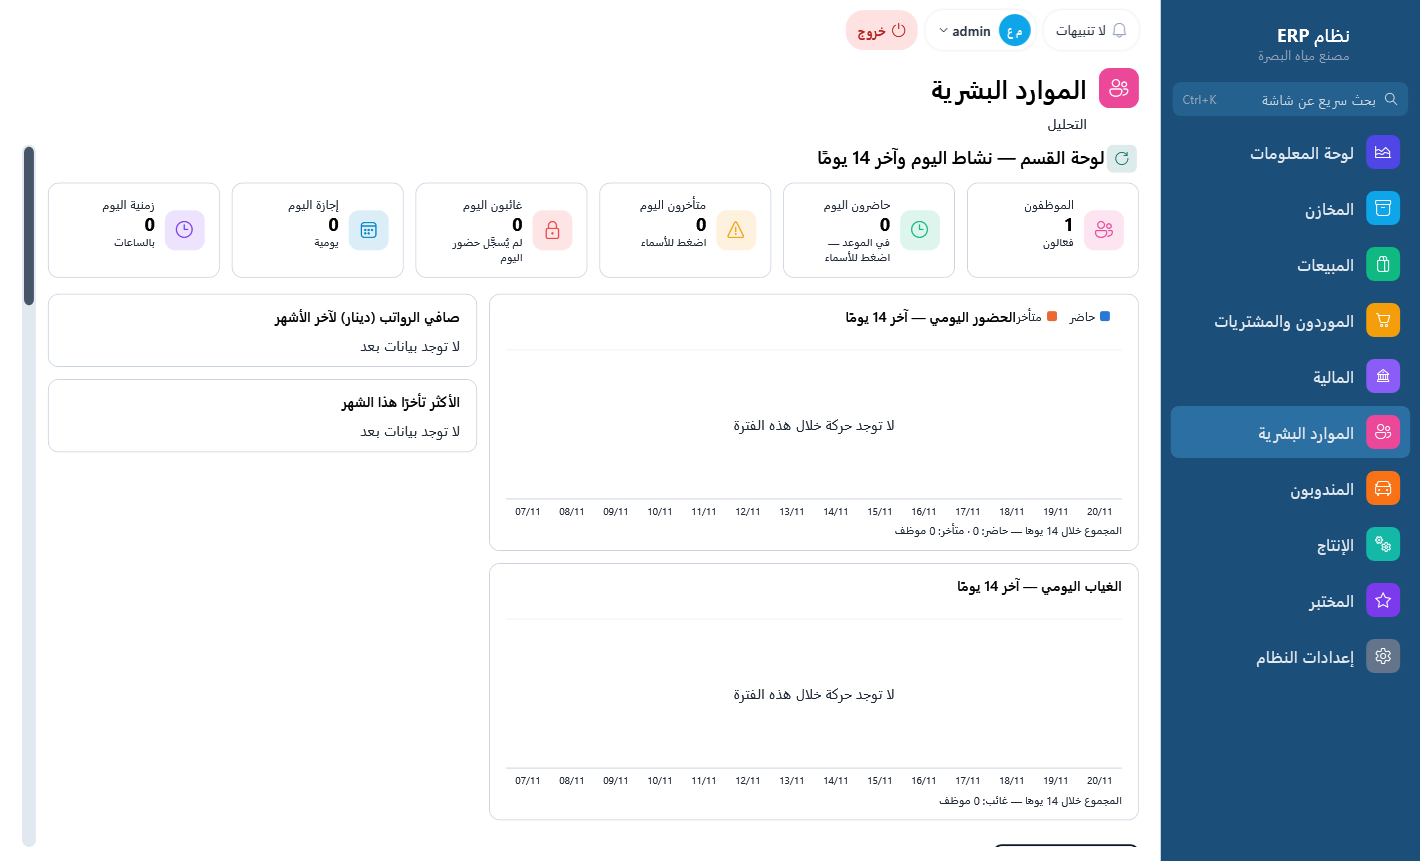 نظام ERP
مصنع مياه البصرة
بحث سريع عن شاشة Ctrl+K
لوحة المعلومات
المخازن
المبيعات
الموردون والمشتريات
المالية
الموارد البشرية
المندوبون
الإنتاج
المختبر
إعدادات النظام
لا تنبيهات
م ع admin
خروج
الموارد البشرية
التحليل
لوحة القسم — نشاط اليوم وآخر 14 يومًا
الموظفون
1
فعّالون
حاضرون اليوم
0
في الموعد —
اضغط للأسماء
متأخرون اليوم
0
اضغط للأسماء
غائبون اليوم
0
لم يُسجَّل حضور
اليوم
إجازة اليوم
0
يومية
زمنية اليوم
0
بالساعات
حاضر متأخر الحضور اليومي — آخر 14 يومًا
لا توجد حركة خلال هذه الفترة
20/11 19/11 18/11 17/11 16/11 15/11 14/11 13/11 12/11 11/11 10/11 09/11 08/11 07/11
المجموع خلال 14 يومًا — حاضر: 0 · متأخر: 0 موظف
الغياب اليومي — آخر 14 يومًا
لا توجد حركة خلال هذه الفترة
20/11 19/11 18/11 17/11 16/11 15/11 14/11 13/11 12/11 11/11 10/11 09/11 08/11 07/11
المجموع خلال 14 يومًا — غائب: 0 موظف
صافي الرواتب (دينار) لآخر الأشهر
لا توجد بيانات بعد
الأكثر تأخرًا هذا الشهر
لا توجد بيانات بعد